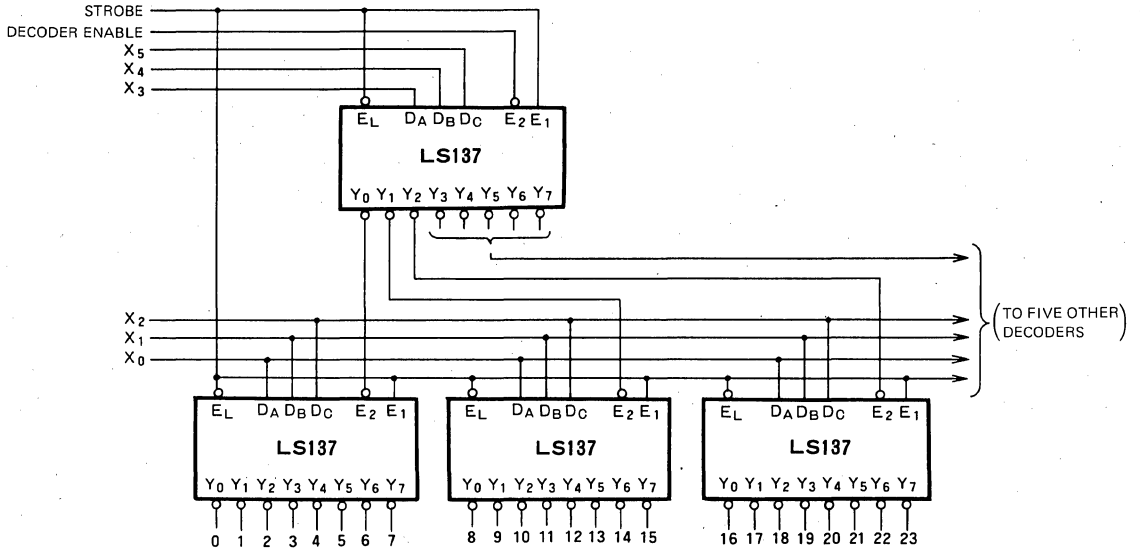 STROBE
DECODER ENABLE
X5
X4
X3
EL DA DB DC E2 E1
LS137
Y0 Y1 Y2 Y3 Y4 Y5 Y6 Y7
X2
X1
X0
(TO FIVE OTHER DECODERS)
EL DA DB DC E2 E1
LS137
Y0 Y1 Y2 Y3 Y4 Y5 Y6 Y7
0 1 2 3 4 5 6 7
EL DA DB DC E2 E1
LS137
Y0 Y1 Y2 Y3 Y4 Y5 Y6 Y7
8 9 10 11 12 13 14 15
EL DA DB DC E2 E1
LS137
Y0 Y1 Y2 Y3 Y4 Y5 Y6 Y7
16 17 18 19 20 21 22 23